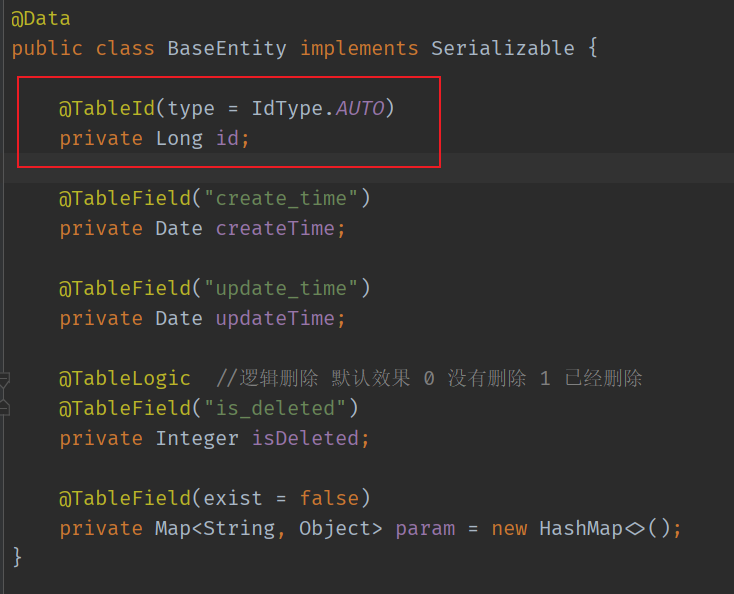 @Data
public class BaseEntity implements Serializable {
@TableId(type = IdType.AUTO)
private Long id;
@TableField("create_time")
private Date createTime;
@TableField("update_time")
private Date updateTime;
@TableLogic  //逻辑删除 默认效果 0 没有删除 1 已经删除
@TableField("is_deleted")
private Integer isDeleted;
@TableField(exist = false)
private Map<String, Object> param = new HashMap<>();
}